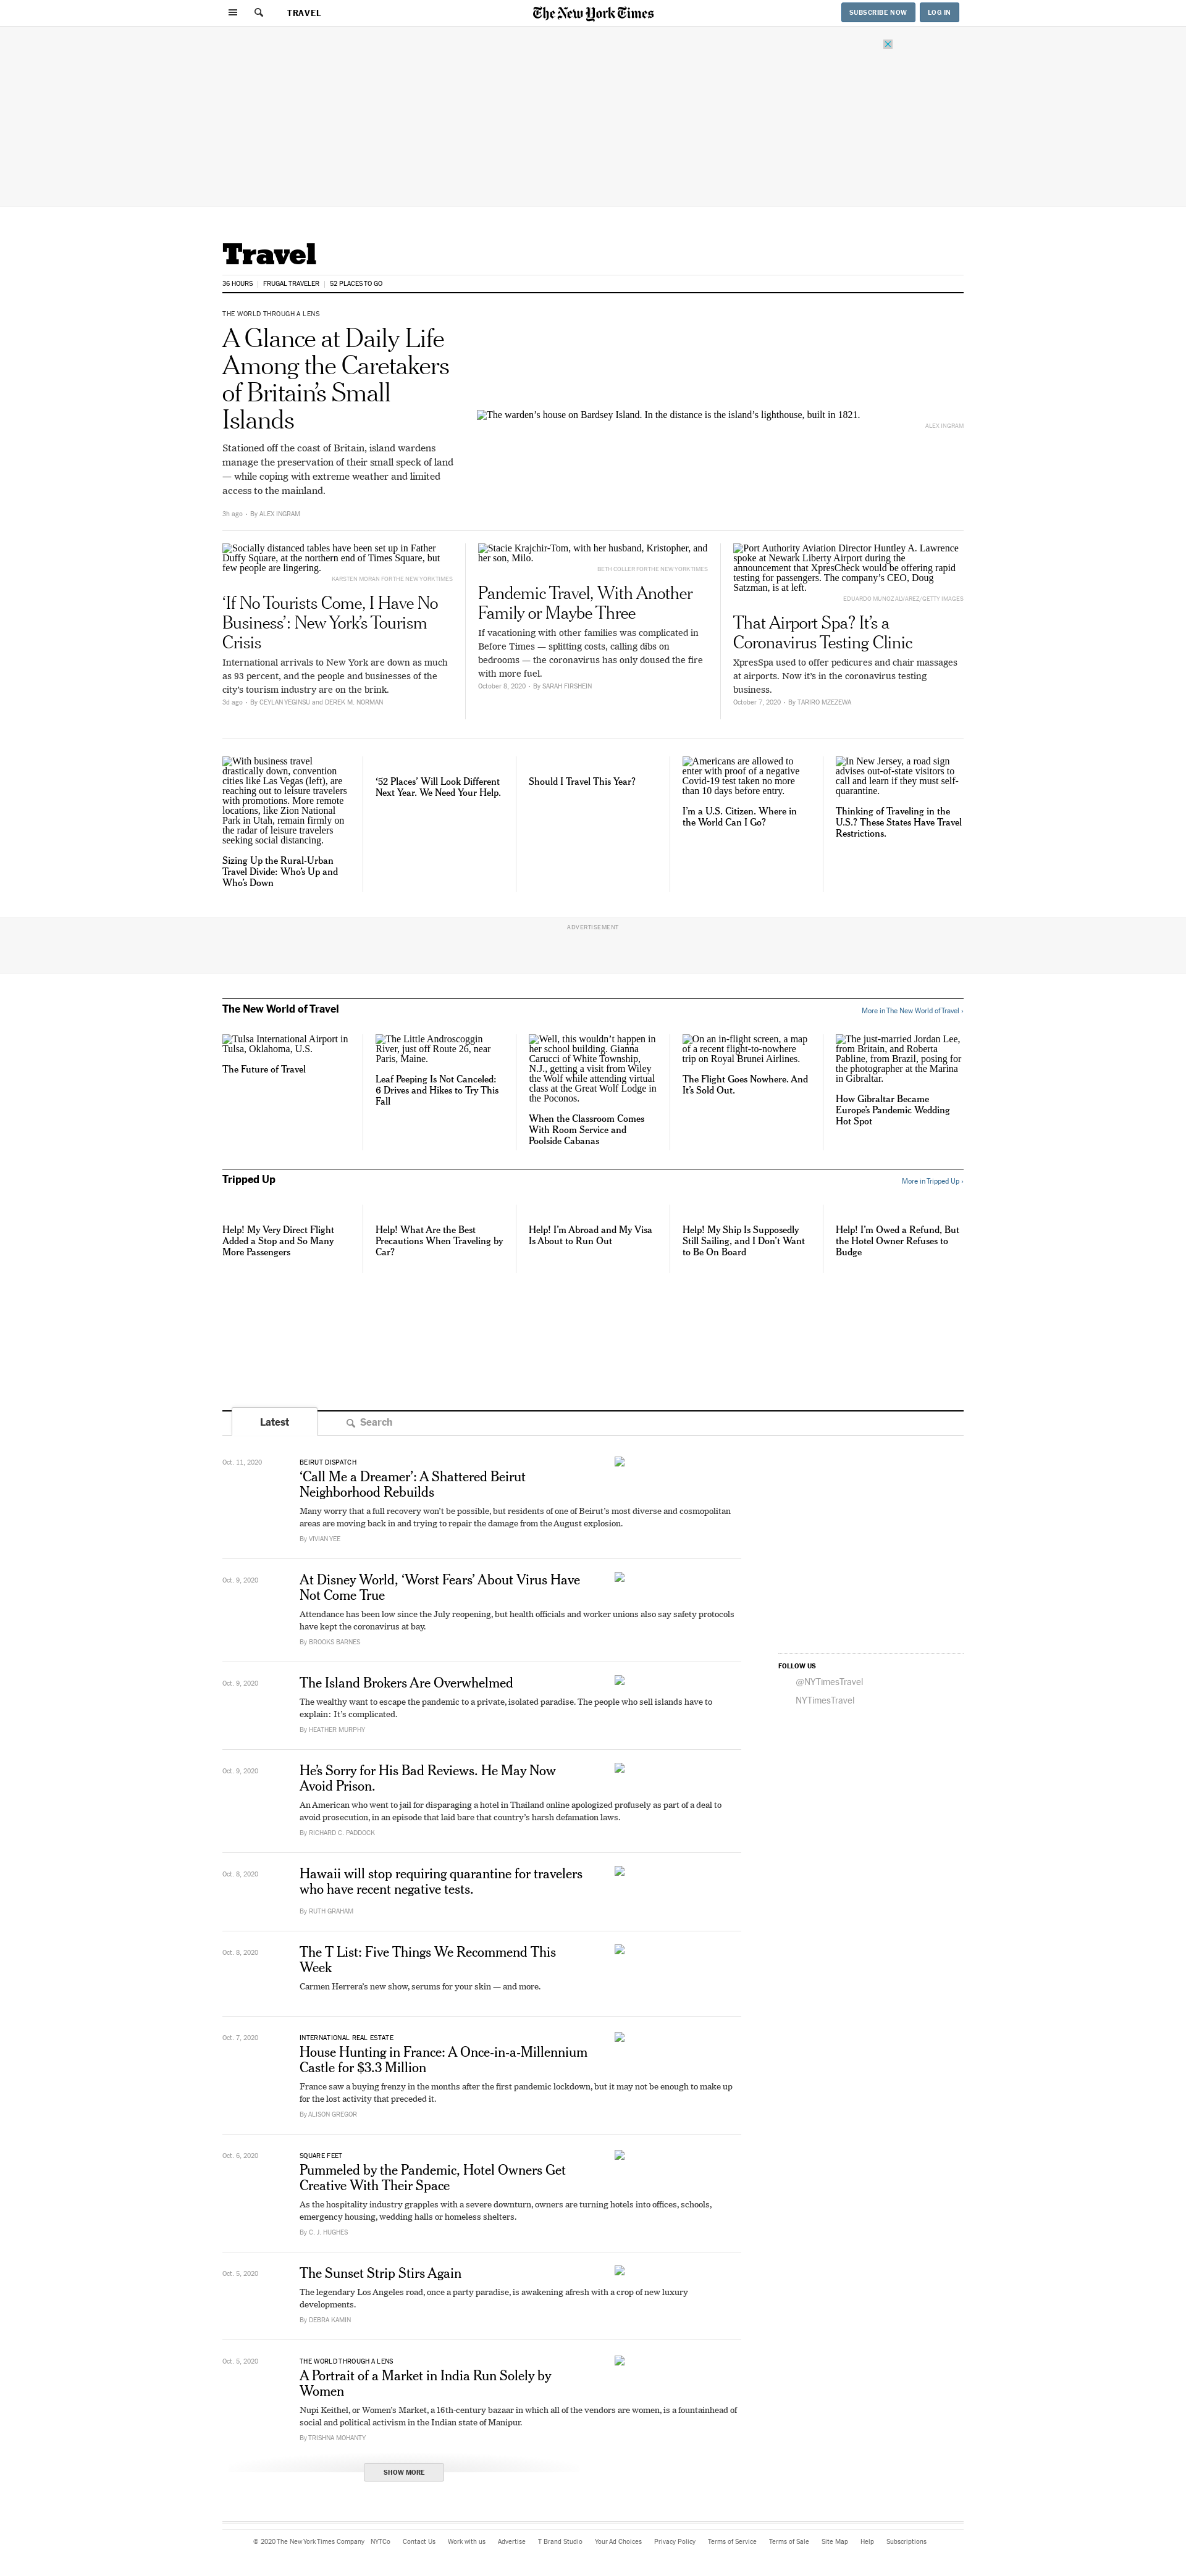 TRAVEL
The New York Times
SUBSCRIBE NOW
LOG IN
Travel
36 HOURS
FRUGAL TRAVELER
52 PLACES TO GO
THE WORLD THROUGH A LENS
A Glance at Daily Life
Among the Caretakers
of Britain’s Small
Islands
Stationed off the coast of Britain, island wardens
manage the preservation of their small speck of land
— while coping with extreme weather and limited
access to the mainland.
3h ago • By ALEX INGRAM
The warden’s house on Bardsey Island. In the distance is the island’s lighthouse, built in 1821.
ALEX INGRAM
Socially distanced tables have been set up in Father
Duffy Square, at the northern end of Times Square, but
few people are lingering.
KARSTEN MORAN FOR THE NEW YORK TIMES
‘If No Tourists Come, I Have No
Business’: New York’s Tourism
Crisis
International arrivals to New York are down as much
as 93 percent, and the people and businesses of the
city’s tourism industry are on the brink.
3d ago • By CEYLAN YEGINSU and DEREK M. NORMAN
Stacie Krajchir-Tom, with her husband, Kristopher, and
her son, Milo.
BETH COLLER FOR THE NEW YORK TIMES
Pandemic Travel, With Another
Family or Maybe Three
If vacationing with other families was complicated in
Before Times — splitting costs, calling dibs on
bedrooms — the coronavirus has only doused the fire
with more fuel.
October 8, 2020 • By SARAH FIRSHEIN
Port Authority Aviation Director Huntley A. Lawrence
spoke at Newark Liberty Airport during the
announcement that XpresCheck would be offering rapid
testing for passengers. The company’s CEO, Doug
Satzman, is at left.
EDUARDO MUNOZ ALVAREZ/GETTY IMAGES
That Airport Spa? It’s a
Coronavirus Testing Clinic
XpresSpa used to offer pedicures and chair massages
at airports. Now it’s in the coronavirus testing
business.
October 7, 2020 • By TARIRO MZEZEWA
With business travel
drastically down, convention
cities like Las Vegas (left), are
reaching out to leisure travelers
with promotions. More remote
locations, like Zion National
Park in Utah, remain firmly on
the radar of leisure travelers
seeking social distancing.
Sizing Up the Rural-Urban
Travel Divide: Who’s Up and
Who’s Down
‘52 Places’ Will Look Different
Next Year. We Need Your Help.
Should I Travel This Year?
Americans are allowed to
enter with proof of a negative
Covid-19 test taken no more
than 10 days before entry.
I’m a U.S. Citizen. Where in
the World Can I Go?
In New Jersey, a road sign
advises out-of-state visitors to
call and learn if they must self-
quarantine.
Thinking of Traveling in the
U.S.? These States Have Travel
Restrictions.
ADVERTISEMENT
The New World of Travel
More in The New World of Travel ›
Tulsa International Airport in
Tulsa, Oklahoma, U.S.
The Future of Travel
The Little Androscoggin
River, just off Route 26, near
Paris, Maine.
Leaf Peeping Is Not Canceled:
6 Drives and Hikes to Try This
Fall
Well, this wouldn’t happen in
her school building. Gianna
Carucci of White Township,
N.J., getting a visit from Wiley
the Wolf while attending virtual
class at the Great Wolf Lodge in
the Poconos.
When the Classroom Comes
With Room Service and
Poolside Cabanas
On an in-flight screen, a map
of a recent flight-to-nowhere
trip on Royal Brunei Airlines.
The Flight Goes Nowhere. And
It’s Sold Out.
The just-married Jordan Lee,
from Britain, and Roberta
Pabline, from Brazil, posing for
the photographer at the Marina
in Gibraltar.
How Gibraltar Became
Europe’s Pandemic Wedding
Hot Spot
Tripped Up
More in Tripped Up ›
Help! My Very Direct Flight
Added a Stop and So Many
More Passengers
Help! What Are the Best
Precautions When Traveling by
Car?
Help! I’m Abroad and My Visa
Is About to Run Out
Help! My Ship Is Supposedly
Still Sailing, and I Don’t Want
to Be On Board
Help! I’m Owed a Refund, But
the Hotel Owner Refuses to
Budge
Latest
Search
Oct. 11, 2020
BEIRUT DISPATCH
‘Call Me a Dreamer’: A Shattered Beirut
Neighborhood Rebuilds
Many worry that a full recovery won’t be possible, but residents of one of Beirut’s most diverse and cosmopolitan
areas are moving back in and trying to repair the damage from the August explosion.
By VIVIAN YEE
Oct. 9, 2020
At Disney World, ‘Worst Fears’ About Virus Have
Not Come True
Attendance has been low since the July reopening, but health officials and worker unions also say safety protocols
have kept the coronavirus at bay.
By BROOKS BARNES
FOLLOW US
@NYTimesTravel
NYTimesTravel
Oct. 9, 2020
The Island Brokers Are Overwhelmed
The wealthy want to escape the pandemic to a private, isolated paradise. The people who sell islands have to
explain: It’s complicated.
By HEATHER MURPHY
Oct. 9, 2020
He’s Sorry for His Bad Reviews. He May Now
Avoid Prison.
An American who went to jail for disparaging a hotel in Thailand online apologized profusely as part of a deal to
avoid prosecution, in an episode that laid bare that country’s harsh defamation laws.
By RICHARD C. PADDOCK
Oct. 8, 2020
Hawaii will stop requiring quarantine for travelers
who have recent negative tests.
By RUTH GRAHAM
Oct. 8, 2020
The T List: Five Things We Recommend This
Week
Carmen Herrera’s new show, serums for your skin — and more.
Oct. 7, 2020
INTERNATIONAL REAL ESTATE
House Hunting in France: A Once-in-a-Millennium
Castle for $3.3 Million
France saw a buying frenzy in the months after the first pandemic lockdown, but it may not be enough to make up
for the lost activity that preceded it.
By ALISON GREGOR
Oct. 6, 2020
SQUARE FEET
Pummeled by the Pandemic, Hotel Owners Get
Creative With Their Space
As the hospitality industry grapples with a severe downturn, owners are turning hotels into offices, schools,
emergency housing, wedding halls or homeless shelters.
By C. J. HUGHES
Oct. 5, 2020
The Sunset Strip Stirs Again
The legendary Los Angeles road, once a party paradise, is awakening afresh with a crop of new luxury
developments.
By DEBRA KAMIN
Oct. 5, 2020
THE WORLD THROUGH A LENS
A Portrait of a Market in India Run Solely by
Women
Nupi Keithel, or Women’s Market, a 16th-century bazaar in which all of the vendors are women, is a fountainhead of
social and political activism in the Indian state of Manipur.
By TRISHNA MOHANTY
SHOW MORE
© 2020 The New York Times Company
NYTCo
Contact Us
Work with us
Advertise
T Brand Studio
Your Ad Choices
Privacy Policy
Terms of Service
Terms of Sale
Site Map
Help
Subscriptions